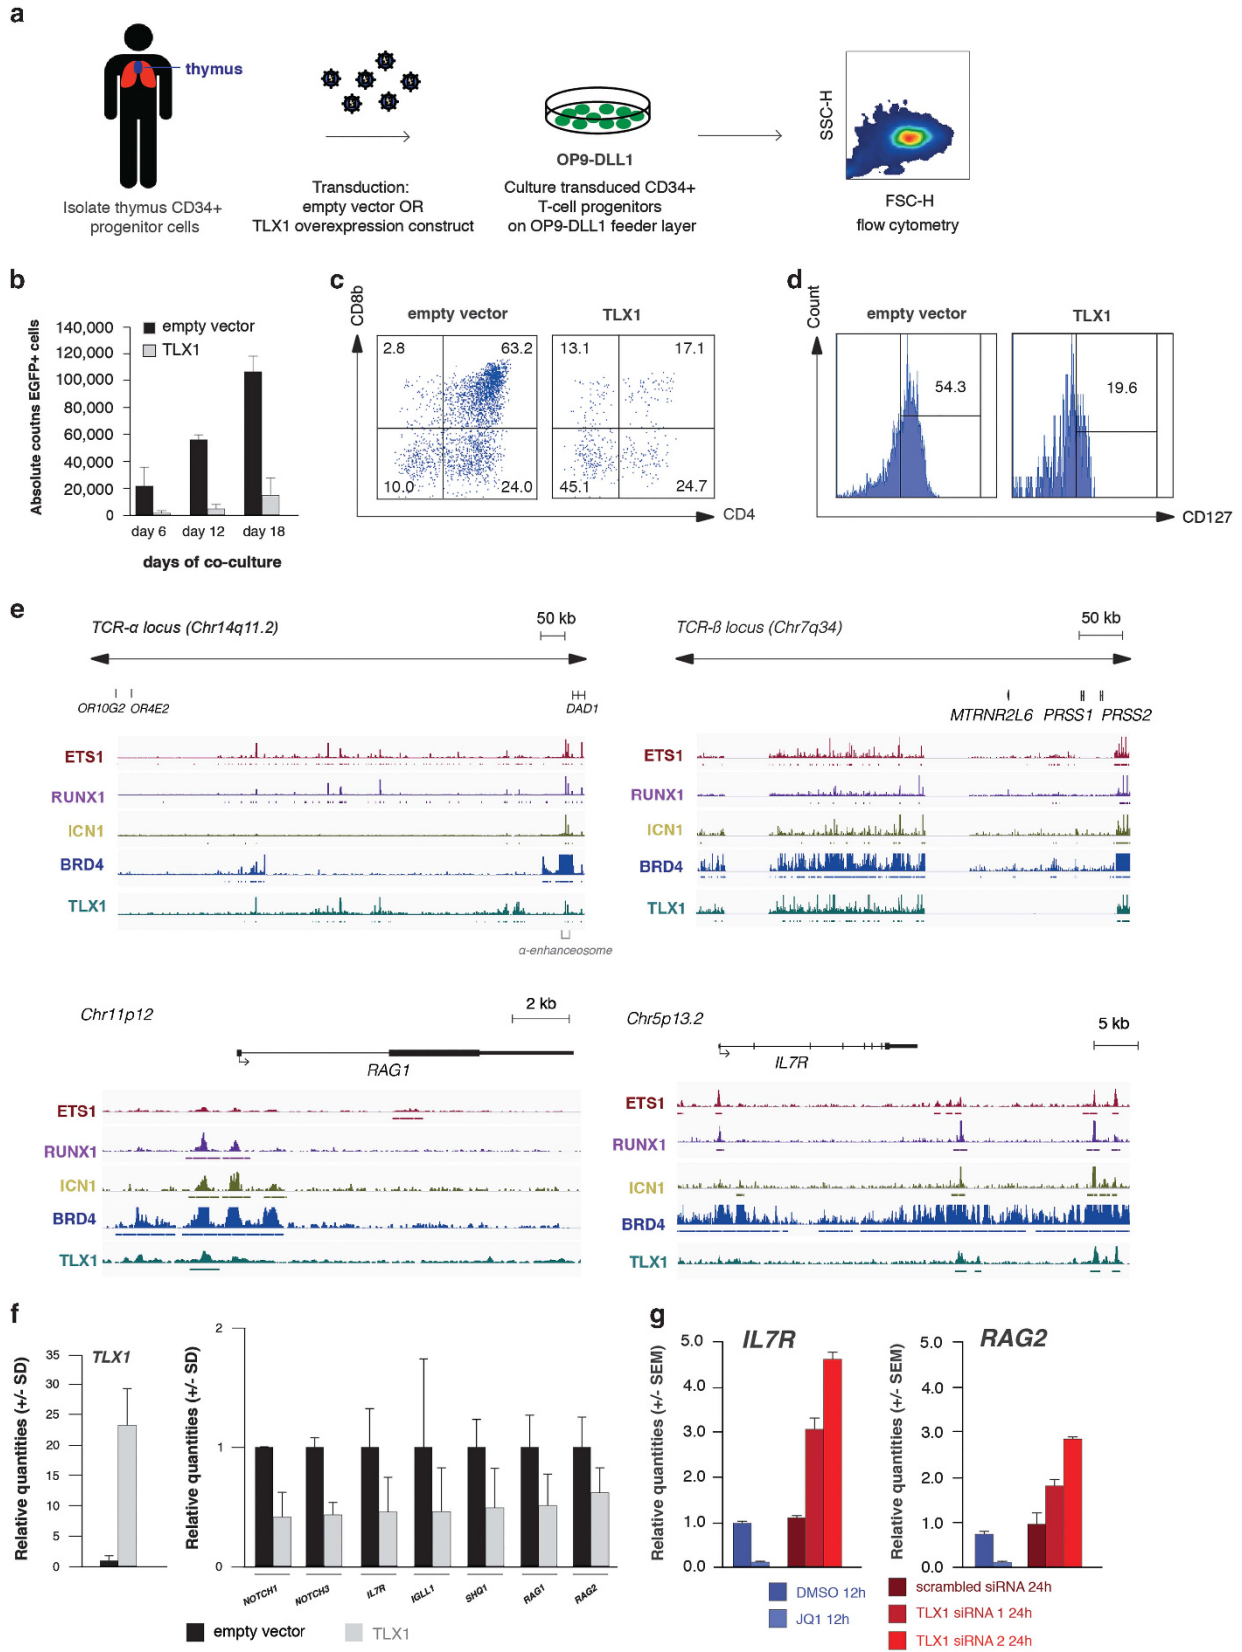 a
thymus
Isolate thymus CD34+
progenitor cells
Transduction:
empty vector OR
TLX1 overexpression construct
OP9-DLL1
Culture transduced CD34+
T-cell progenitors
on OP9-DLL1 feeder layer
SSC-H
FSC-H
flow cytometry
b
Absolute coutns EGFP+ cells
140,000
120,000
100,000
80,000
60,000
40,000
20,000
0
empty vector
TLX1
day 6
day 12
day 18
days of co-culture
c
CD8b
empty vector
TLX1
2.8
63.2
10.0
24.0
13.1
17.1
45.1
24.7
CD4
d
Count
empty vector
TLX1
54.3
19.6
CD127
e
TCR-α locus (Chr14q11.2)
50 kb
OR10G2
OR4E2
DAD1
ETS1
RUNX1
ICN1
BRD4
TLX1
α-enhanceosome
TCR-ß locus (Chr7q34)
50 kb
MTRNR2L6
PRSS1
PRSS2
ETS1
RUNX1
ICN1
BRD4
TLX1
Chr11p12
2 kb
RAG1
ETS1
RUNX1
ICN1
BRD4
TLX1
Chr5p13.2
5 kb
IL7R
ETS1
RUNX1
ICN1
BRD4
TLX1
f
Relative quantities (+/- SD)
35
30
25
20
15
10
5
0
TLX1
Relative quantities (+/- SD)
2
1
0
NOTCH1
NOTCH3
IL7R
IGLL1
SHQ1
RAG1
RAG2
empty vector
TLX1
g
Relative quantities (+/- SEM)
5.0
4.0
3.0
2.0
1.0
0.0
IL7R
Relative quantities (+/- SEM)
5.0
4.0
3.0
2.0
1.0
0.0
RAG2
DMSO 12h
JQ1 12h
scrambled siRNA 24h
TLX1 siRNA 1 24h
TLX1 siRNA 2 24h